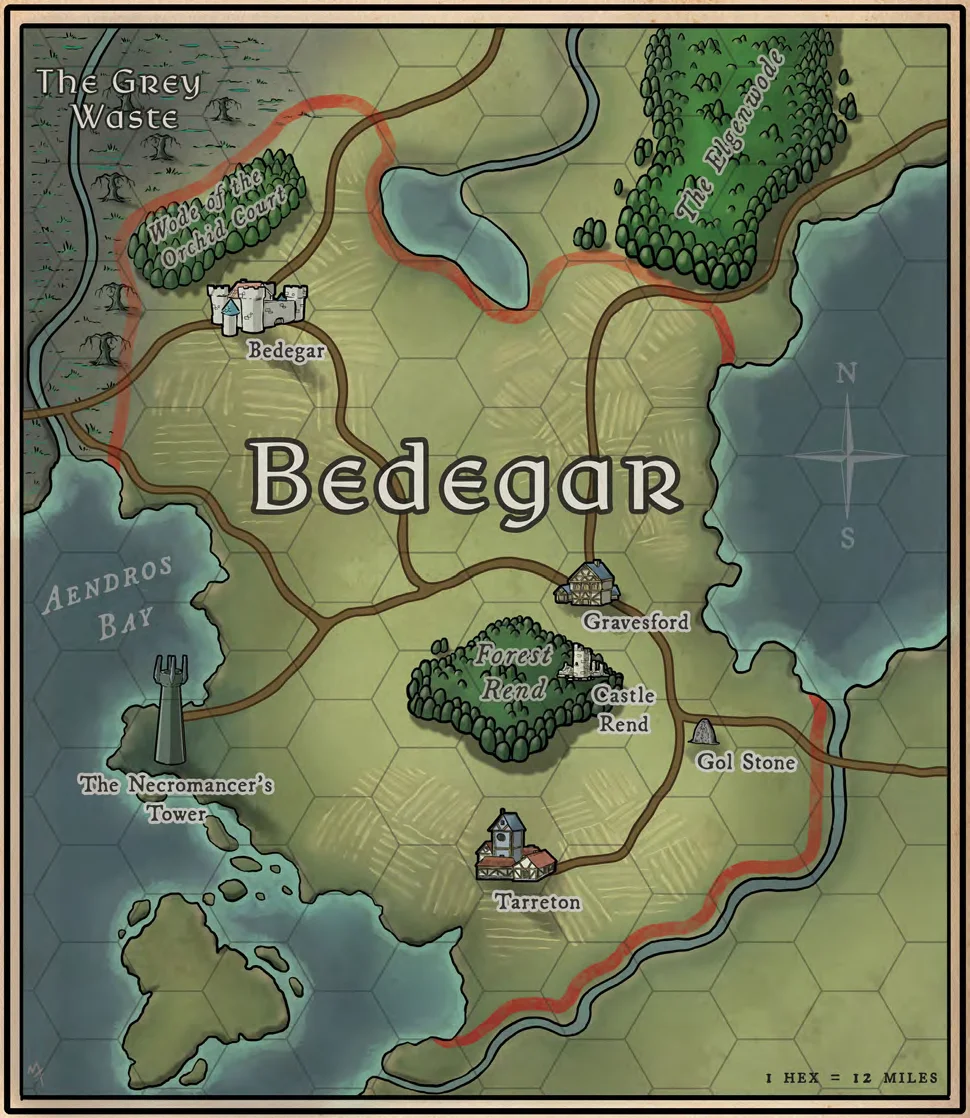 The Grey
Waste
The Elgenwode
Wode of the
Orchid Court
Bedegar
N
Bedegar
S
Aendros
Bay
Gravesford
Forest
Rend
Castle
Rend
Gol Stone
The Necromancer's
Tower
Tarreton
1 Hex = 12 Miles